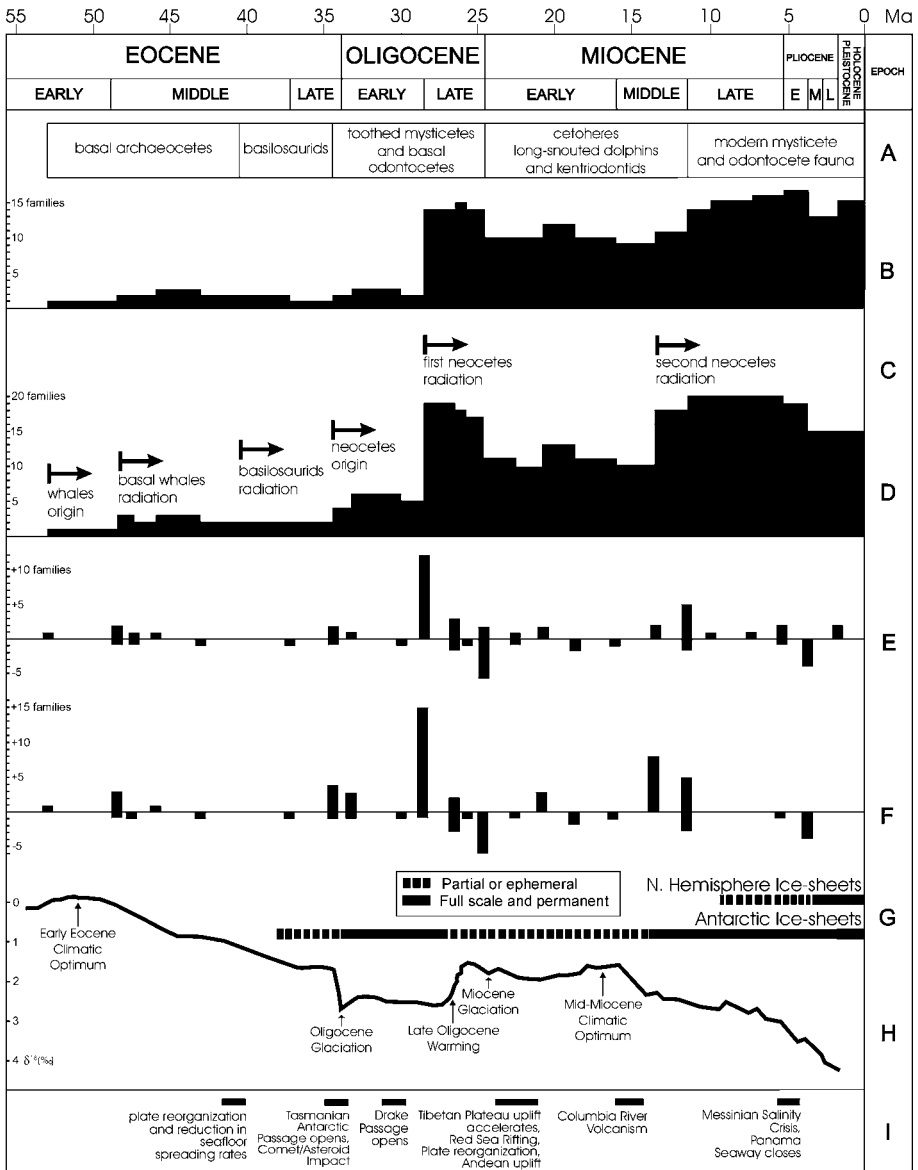 55 50 45 40 35 30 25 20 15 10 5 0 Ma
EOCENE OLIGOCENE MIOCENE PLIOCENE PLEISTOCENE HOLOCENE EPOCH
EARLY MIDDLE LATE EARLY LATE EARLY MIDDLE LATE E M L
basal archaeocetes
basilosaurids
toothed mysticetes
and basal
odontocetes
cetoheres
long-snouted dolphins
and kentriodontids
modern mysticete
and odontocete fauna
A
15 families
10
5
B
first neocetes
radiation
second neocetes
radiation
C
20 families
15
10
5
whales
origin
basal whales
radiation
basilosaurids
radiation
neocetes
origin
D
+10 families
+5
-5
E
+15 families
+10
+5
-5
F
Partial or ephemeral
Full scale and permanent
N. Hemisphere Ice-sheets
Antarctic Ice-sheets
G
0
1
2
3
4 δ¹⁸(‰)
Early Eocene
Climatic
Optimum
Oligocene
Glaciation
Late Oligocene
Warming
Miocene
Glaciation
Mid-Miocene
Climatic
Optimum
H
plate reorganization
and reduction in
seafloor
spreading rates
Tasmanian
Antarctic
Passage opens,
Comet/Asteroid
Impact
Drake
Passage
opens
Tibetan Plateau uplift
accelerates,
Red Sea Rifting,
Plate reorganization,
Andean uplift
Columbia River
Volcanism
Messinian Salinity
Crisis,
Panama
Seaway closes
I